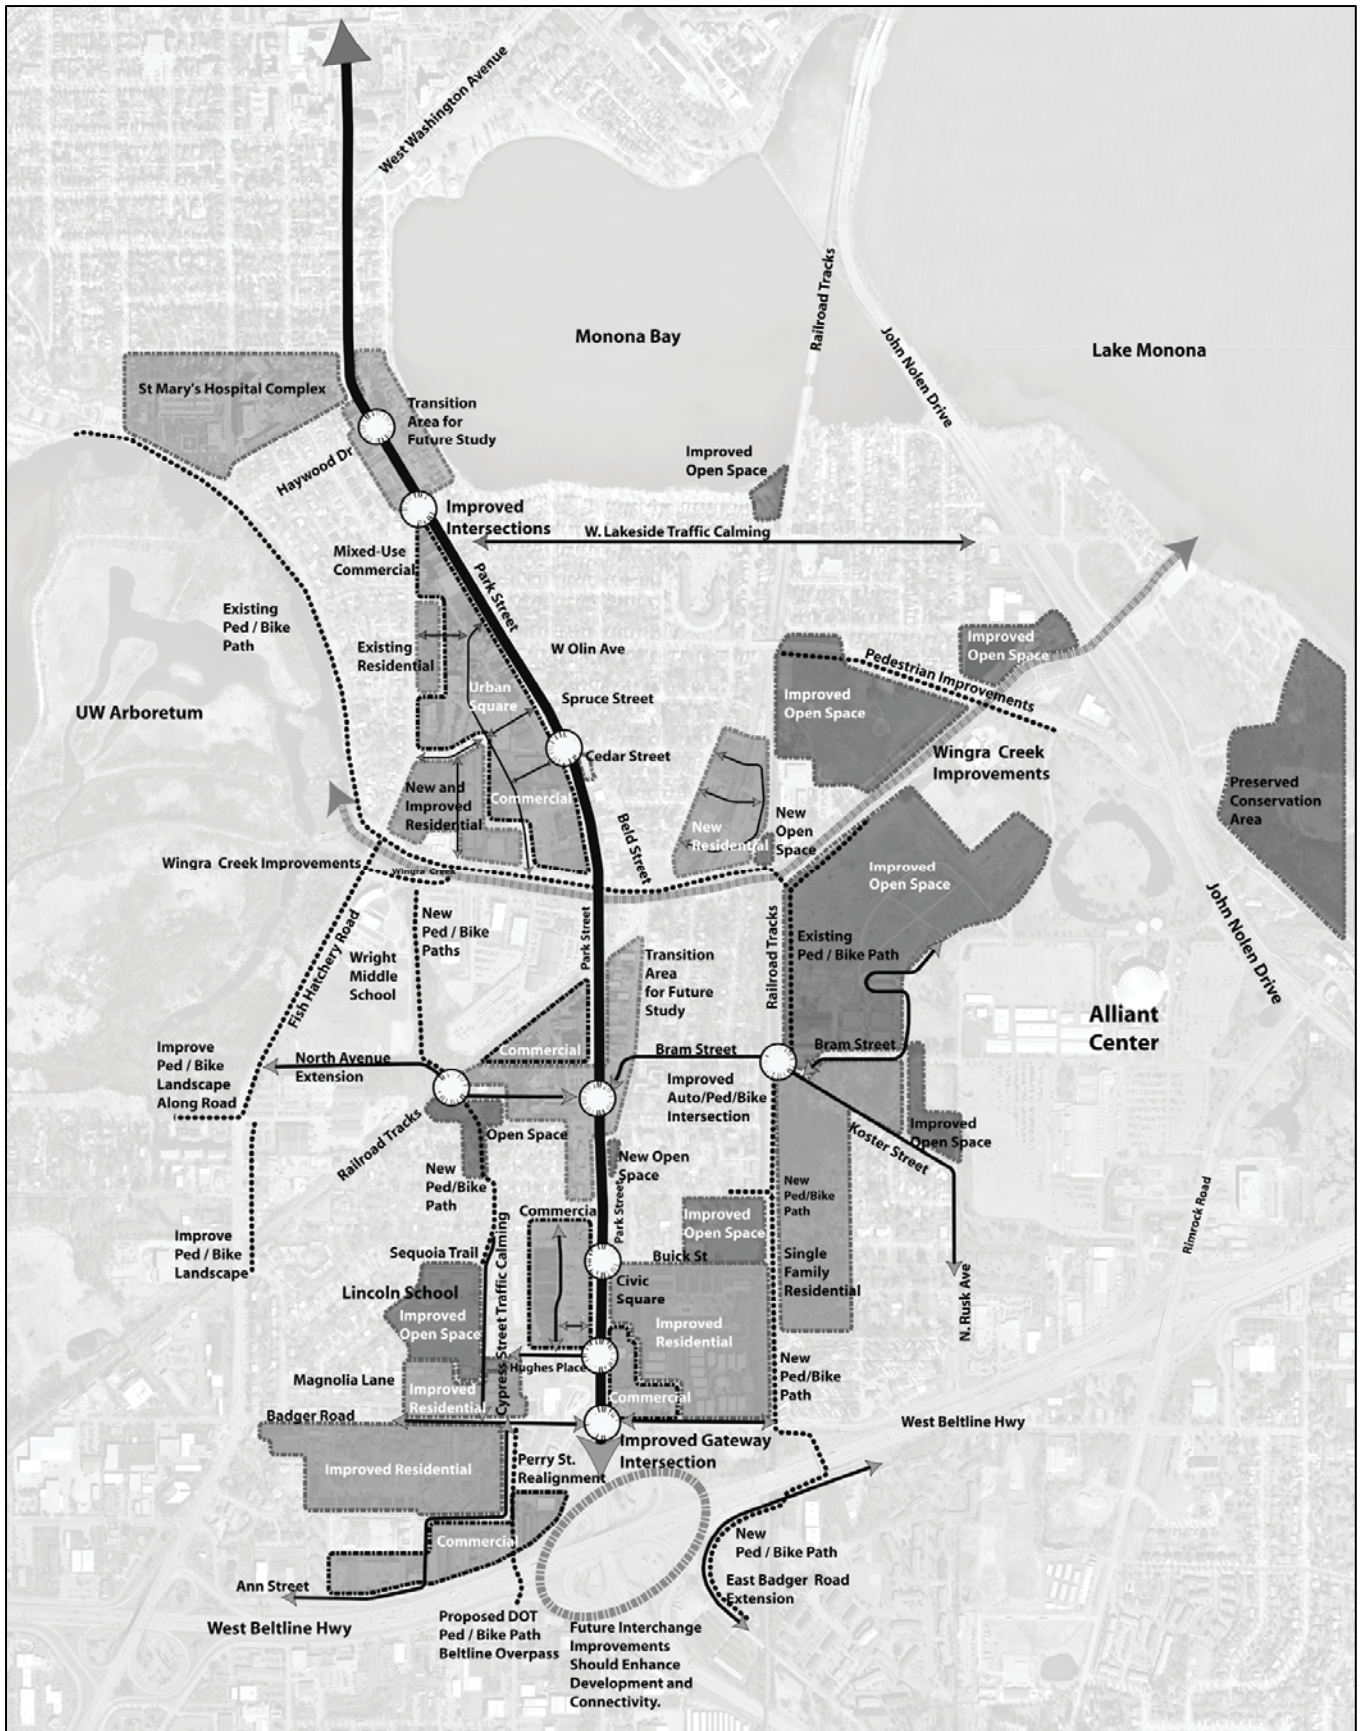 West Washington Avenue
Railroad Tracks
Monona Bay
John Nolen Drive
Lake Monona
St Mary's Hospital Complex
Transition
Area for
Future Study
Haywood Dr
Improved
Open Space
Improved
Intersections
W. Lakeside Traffic Calming
Mixed-Use
Commercial
Park Street
Existing
Ped / Bike
Path
Existing
Residential
W Olin Ave
Improved
Open Space
Pedestrian Improvements
Urban
Square
Spruce Street
Improved
Open Space
UW Arboretum
Cedar Street
Wingra Creek
Improvements
New and
Improved
Residential
Commercial
Preserved
Conservation
Area
Beld Street
New
Residential
New
Open
Space
Wingra Creek Improvements
Wingra Creek
Improved
Open Space
John Nolen Drive
Fish Hatchery Road
New
Ped / Bike
Paths
Park Street
Railroad Tracks
Existing
Ped / Bike Path
Wright
Middle
School
Transition
Area
for Future
Study
Alliant
Center
Improve
Ped / Bike
Landscape
Along Road
North Avenue
Extension
Commercial
Bram Street
Bram Street
Improved
Auto/Ped/Bike
Intersection
Railroad Tracks
Open Space
Koster Street
Improved
Open Space
New
Ped/Bike
Path
New Open
Space
New
Ped/Bike
Path
Rimrock Road
Improve
Ped / Bike
Landscape
Commercial
Park Street
Improved
Open Space
Sequoia Trail
Cypress Street Traffic Calming
Buick St
Single
Family
Residential
Lincoln School
Civic
Square
N. Rusk Ave
Improved
Open Space
Improved
Residential
Hughes Place
New
Ped/Bike
Path
Magnolia Lane
Improved
Residential
Commercial
Badger Road
West Beltline Hwy
Improved Gateway
Intersection
Improved Residential
Perry St.
Realignment
Commercial
New
Ped / Bike Path
Ann Street
East Badger Road
Extension
West Beltline Hwy
Proposed DOT
Ped / Bike Path
Beltline Overpass
Future Interchange
Improvements
Should Enhance
Development and
Connectivity.